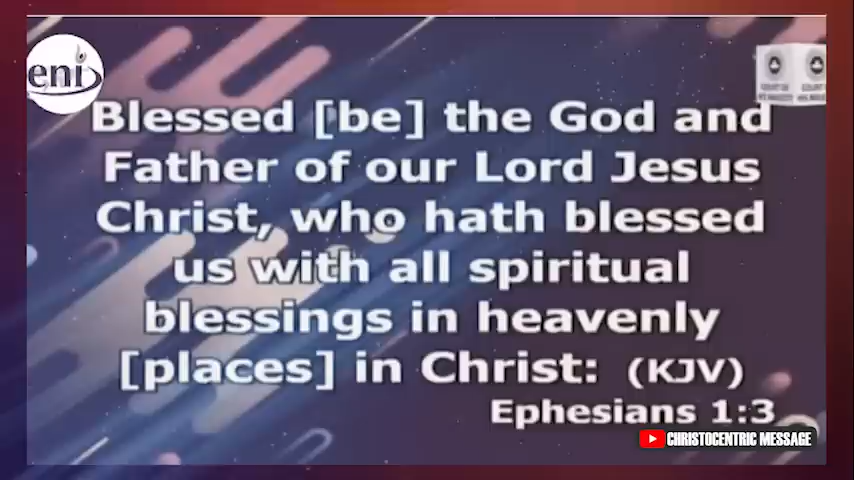 eni
Blessed [be] the God and
Father of our Lord Jesus
Christ, who hath blessed
us with all spiritual
blessings in heavenly
[places] in Christ: (KJV)
Ephesians 1:3
CHRISTOCENTRIC MESSAGE